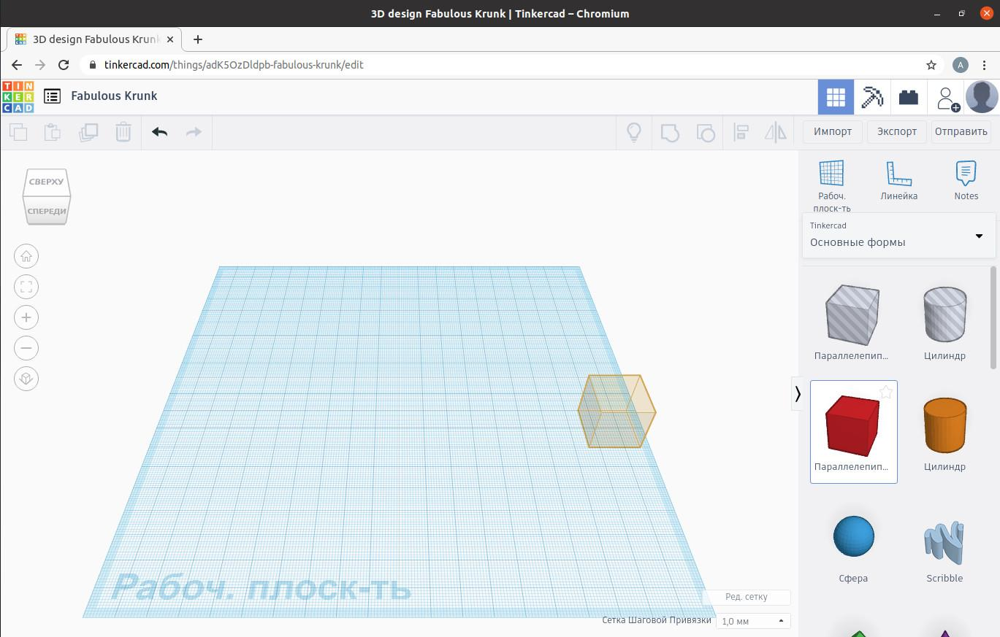 3D design Fabulous Krunk | Tinkercad – Chromium
3D design Fabulous Krunk
tinkercad.com/things/adK5OzDldpb-fabulous-krunk/edit
A
TIN
KER
CAD
Fabulous Krunk
Импорт
Экспорт
Отправить
СВЕРХУ
СПЕРЕДИ
Рабоч.
плоск-ть
Линейка
Notes
Tinkercad
Основные формы
Параллелепип...
Цилиндр
Параллелепип...
Цилиндр
Сфера
Scribble
Рабоч. плоск-ть
Ред. сетку
Сетка Шаговой Привязки
1,0 мм